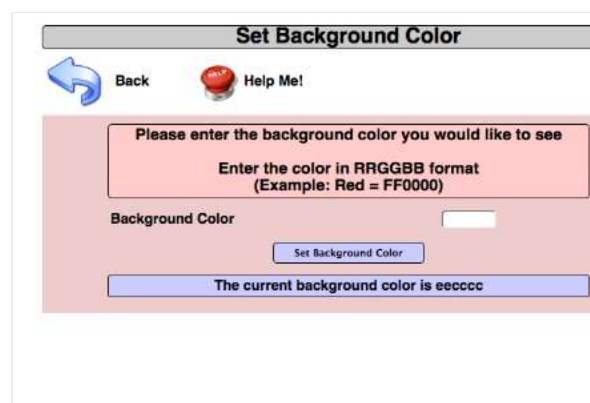 Set Background Color
Back
HELP
Help Me!
Please enter the background color you would like to see
Enter the color in RRGGBB format
(Example: Red = FF0000)
Background Color
Set Background Color
The current background color is eecccc